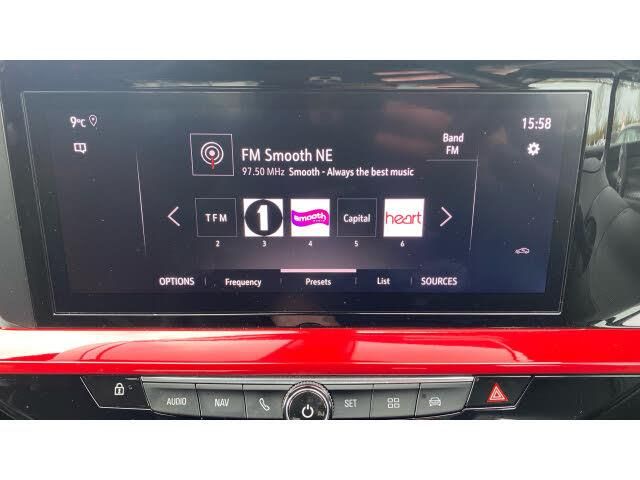 9°C
15:58
Band
FM
FM Smooth NE
97.50 MHz Smooth - Always the best music
TFM 1 smooth Capital heart
2 3 4 5 6
OPTIONS Frequency Presets List SOURCES
AUDIO NAV SET